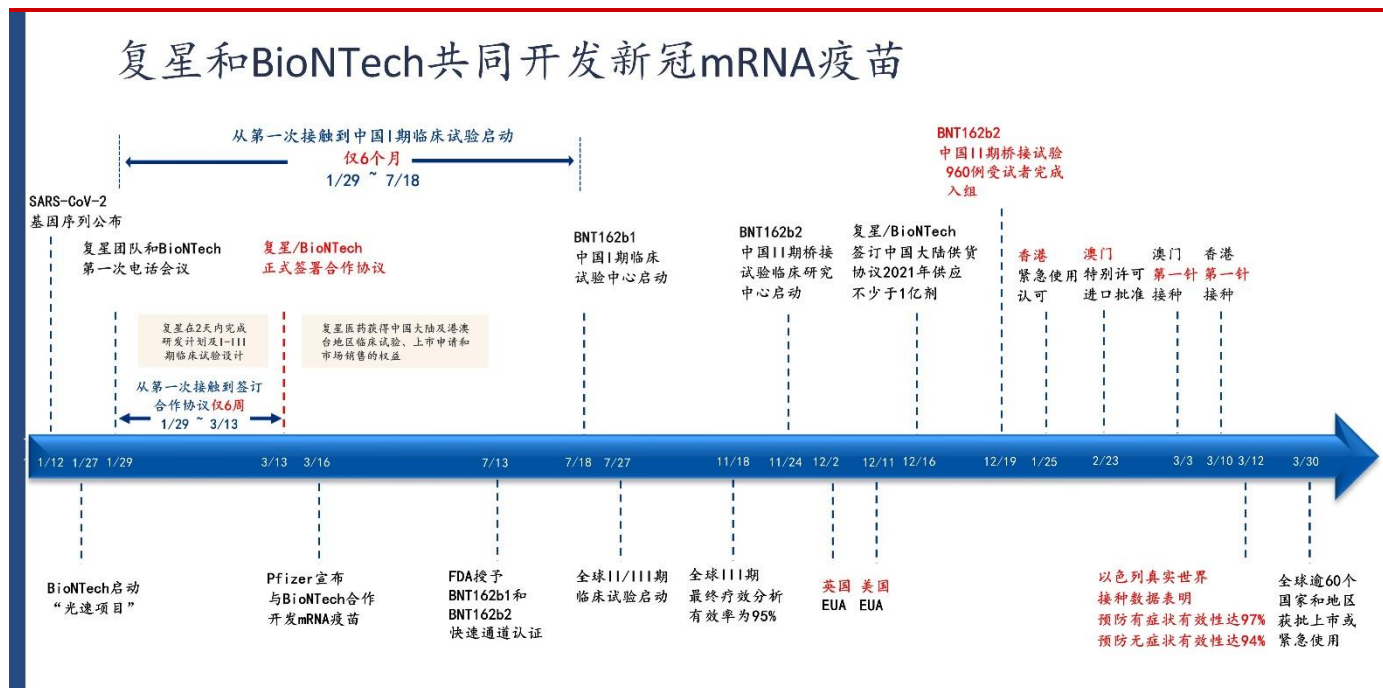 复星和BioNTech共同开发新冠mRNA疫苗
从第一次接触到中国I期临床试验启动
仅6个月
1/29 ~ 7/18
BNT162b2
中国II期桥接试验
960例受试者完成
入组
SARS-CoV-2
基因序列公布
复星团队和BioNTech
第一次电话会议
复星/BioNTech
正式签署合作协议
BNT162b1
中国I期临床
试验中心启动
BNT162b2
中国II期桥接
试验临床研究
中心启动
复星/BioNTech
签订中国大陆供货
协议2021年供应
不少于1亿剂
香港
紧急使用
认可
澳门
特别许可
进口批准
澳门
第一针
接种
香港
第一针
接种
复星在2天内完成
研发计划及I-III
期临床试验设计
复星医药获得中国大陆及港澳
台地区临床试验、上市申请和
市场销售的权益
从第一次接触到签订
合作协议仅6周
1/29 ~ 3/13
1/12 1/27 1/29 3/13 3/16 7/13 7/18 7/27 11/18 11/24 12/2 12/11 12/16 12/19 1/25 2/23 3/3 3/10 3/12 3/30
BioNTech启动
“光速项目”
Pfizer宣布
与BioNTech合作
开发mRNA疫苗
FDA授予
BNT162b1和
BNT162b2
快速通道认证
全球II/III期
临床试验启动
全球III期
最终疗效分析
有效率为95%
英国
EUA
美国
EUA
以色列真实世界
接种数据表明
预防有症状有效性达97%
预防无症状有效性达94%
全球逾60个
国家和地区
获批上市或
紧急使用